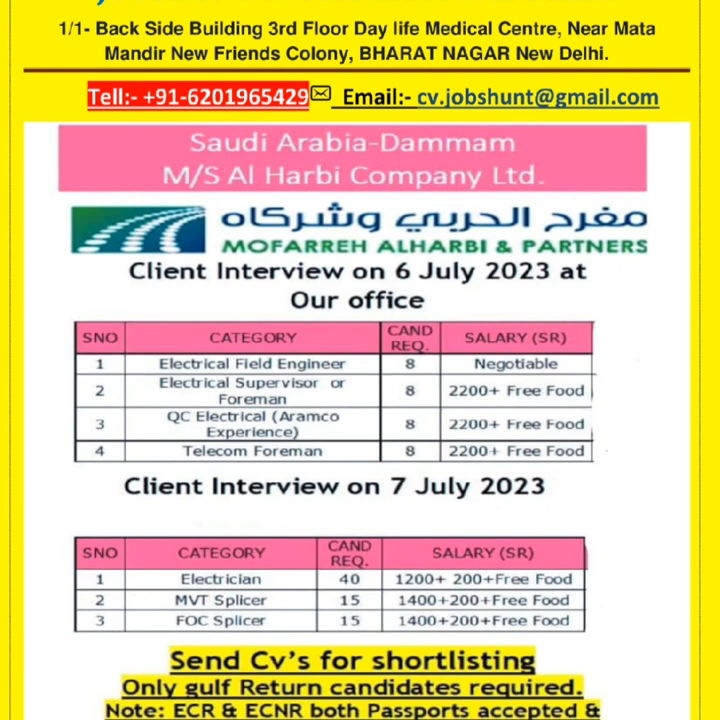 1/1- Back Side Building 3rd Floor Day life Medical Centre, Near Mata
Mandir New Friends Colony, BHARAT NAGAR New Delhi.
Tell:- +91-6201965429 Email:- cv.jobshunt@gmail.com
Saudi Arabia-Dammam
M/S Al Harbi Company Ltd.
مفرح الحربي وشركاه
MOFARREH ALHARBI & PARTNERS
Client Interview on 6 July 2023 at
Our office
SNO CATEGORY CAND REQ. SALARY (SR)
1 Electrical Field Engineer 8 Negotiable
2 Electrical Supervisor or Foreman 8 2200+ Free Food
3 QC Electrical (Aramco Experience) 8 2200+ Free Food
4 Telecom Foreman 8 2200+ Free Food
Client Interview on 7 July 2023
SNO CATEGORY CAND REQ. SALARY (SR)
1 Electrician 40 1200+ 200+Free Food
2 MVT Splicer 15 1400+200+Free Food
3 FOC Splicer 15 1400+200+Free Food
Send Cv's for shortlisting
Only gulf Return candidates required.
Note: ECR & ECNR both Passports accepted &